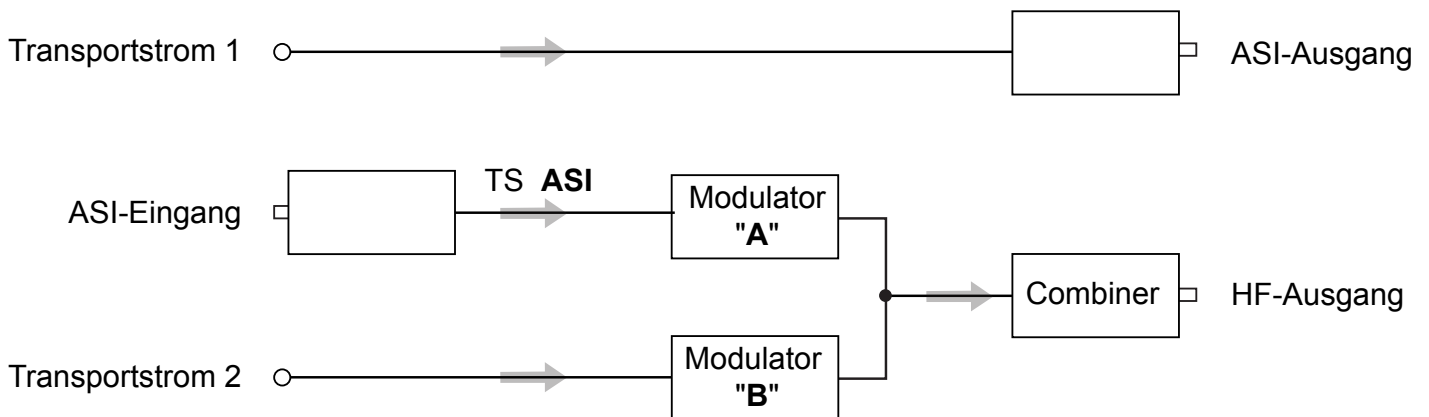 Transportstrom 1
ASI-Ausgang
TS ASI
ASI-Eingang
Modulator
"A"
Combiner
HF-Ausgang
Transportstrom 2
Modulator
"B"